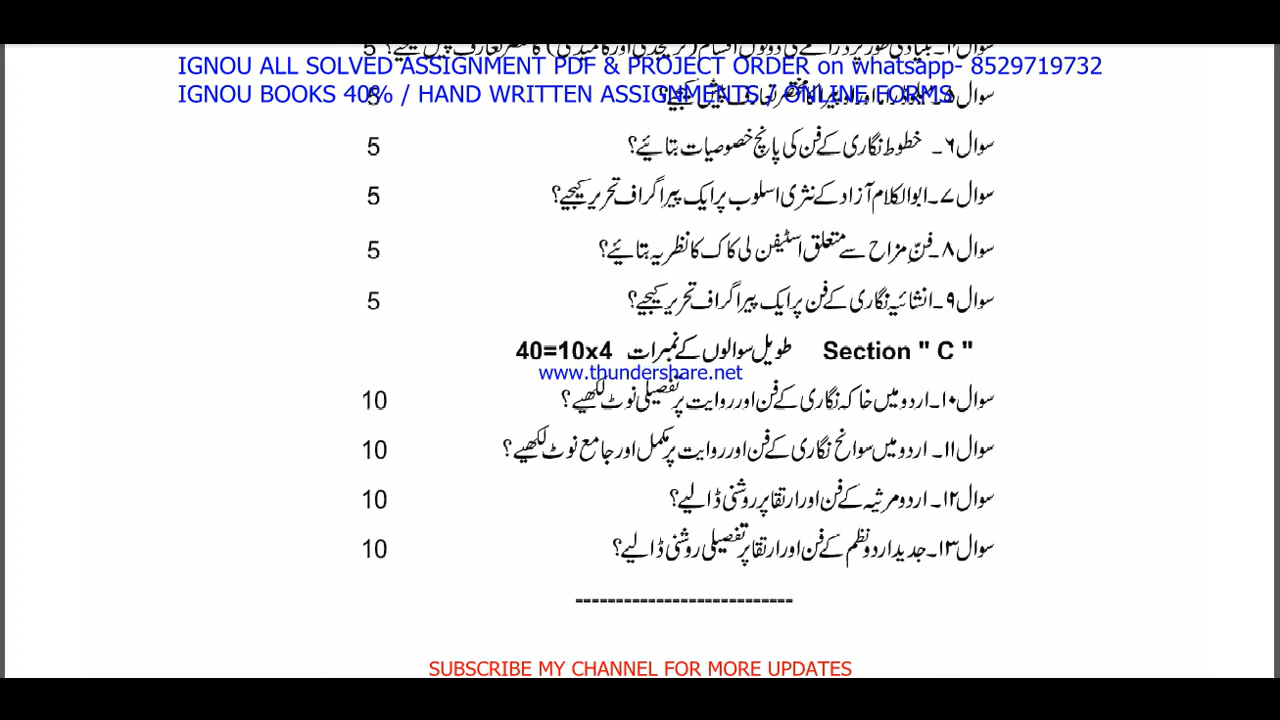 IGNOU ALL SOLVED ASSIGNMENT PDF & PROJECT ORDER on whatsapp- 8529719732
IGNOU BOOKS 40% / HAND WRITTEN ASSIGNMENTS / ONLINE FORMS
5
سوال ۶۔ خطوط نگاری کے فن کی پانچ خصوصیات بتائیے؟ 5
سوال ۷۔ ابوالکلام آزاد کے نثری اسلوب پر ایک پیراگراف تحریر کیجیے؟ 5
سوال ۸۔ فنِّ مزاح سے متعلق اسٹیفن لی کاک کا نظریہ بتائیے؟ 5
سوال ۹۔ انشائیہ نگاری کے فن پر ایک پیراگراف تحریر کیجیے؟ 5
Section " C " طویل سوالوں کے نمبرات 40=10x4
www.thundershare.net
سوال ۱۰۔ اردو میں خاکہ نگاری کے فن اور روایت پر تفصیلی نوٹ لکھیے؟ 10
سوال ۱۱۔ اردو میں سوانح نگاری کے فن اور روایت پر مکمل اور جامع نوٹ لکھیے؟ 10
سوال ۱۲۔ اردو مرثیہ کے فن اور ارتقا پر روشنی ڈالیے؟ 10
سوال ۱۳۔ جدید اردو نظم کے فن اور ارتقا پر تفصیلی روشنی ڈالیے؟ 10
---------------------------
SUBSCRIBE MY CHANNEL FOR MORE UPDATES